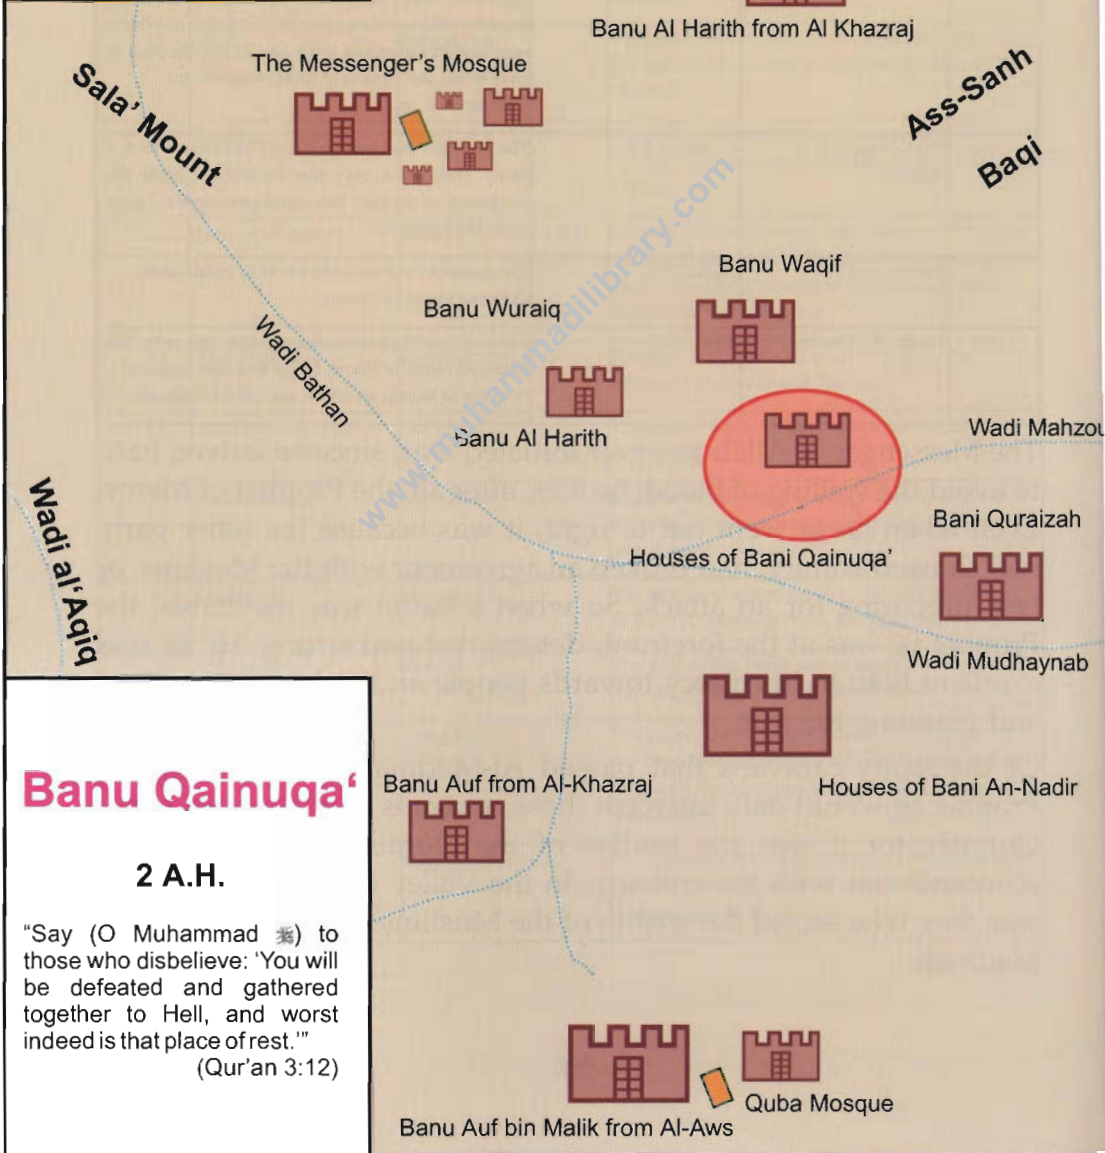 Banu Al Harith from Al Khazraj
The Messenger's Mosque
Sala' Mount
Ass-Sanh
Baqi
Banu Waqif
Banu Wuraiq
Wadi Bathan
Banu Al Harith
Wadi Mahzou
www.muhammadilibrary.com
Wadi al'Aqiq
Bani Quraizah
Houses of Bani Qainuqa'
Wadi Mudhaynab
Banu Auf from Al-Khazraj
Houses of Bani An-Nadir
Banu Qainuqa'
2 A.H.
"Say (O Muhammad ﷺ) to
those who disbelieve: 'You will
be defeated and gathered
together to Hell, and worst
indeed is that place of rest.'"
(Qur'an 3:12)
Quba Mosque
Banu Auf bin Malik from Al-Aws